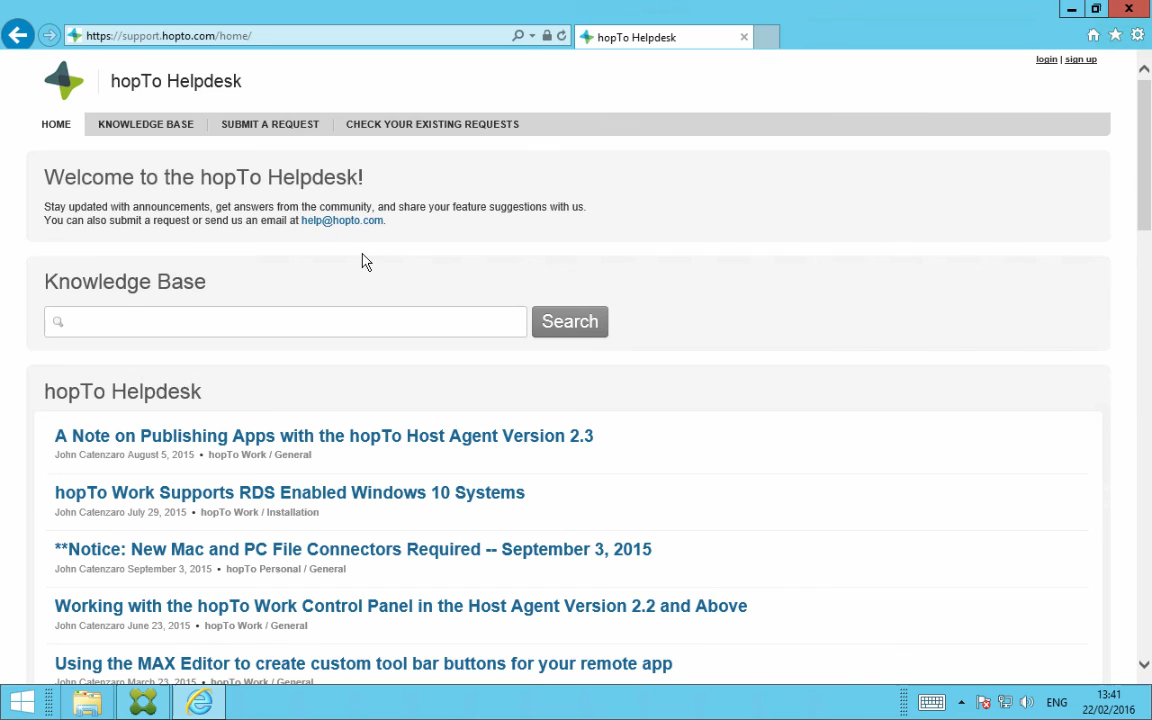 https://support.hopto.com/home/
hopTo Helpdesk
login | sign up
hopTo Helpdesk
HOME
KNOWLEDGE BASE
SUBMIT A REQUEST
CHECK YOUR EXISTING REQUESTS
Welcome to the hopTo Helpdesk!
Stay updated with announcements, get answers from the community, and share your feature suggestions with us.
You can also submit a request or send us an email at help@hopto.com.
Knowledge Base
Search
hopTo Helpdesk
A Note on Publishing Apps with the hopTo Host Agent Version 2.3
John Catenzaro August 5, 2015 • hopTo Work / General
hopTo Work Supports RDS Enabled Windows 10 Systems
John Catenzaro July 29, 2015 • hopTo Work / Installation
**Notice: New Mac and PC File Connectors Required -- September 3, 2015
John Catenzaro September 3, 2015 • hopTo Personal / General
Working with the hopTo Work Control Panel in the Host Agent Version 2.2 and Above
John Catenzaro June 23, 2015 • hopTo Work / General
Using the MAX Editor to create custom tool bar buttons for your remote app
John Catenzaro March 23, 2015 • hopTo Work / General
ENG
13:41
22/02/2016